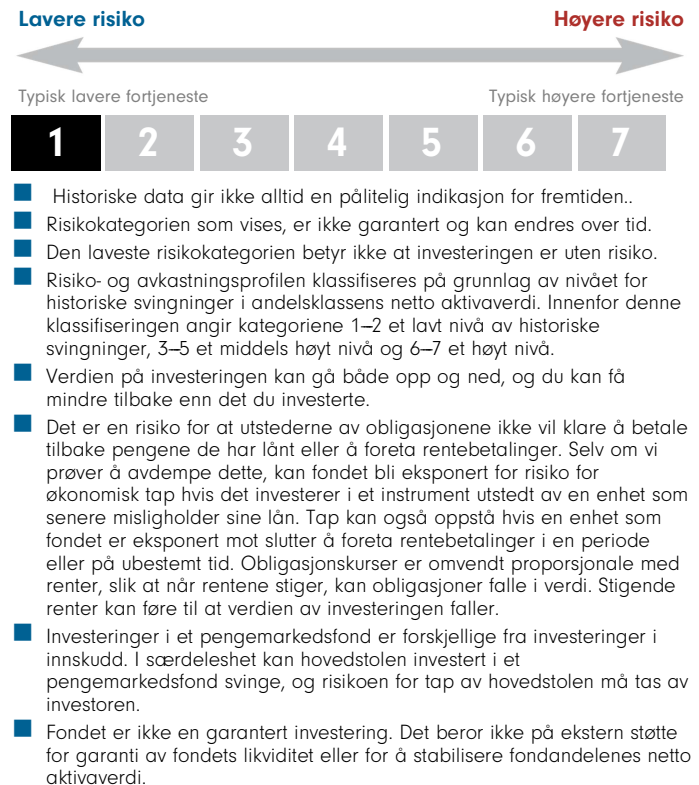 Lavere risiko Høyere risiko
Typisk lavere fortjeneste Typisk høyere fortjeneste
1 2 3 4 5 6 7
Historiske data gir ikke alltid en pålitelig indikasjon for fremtiden..
Risikokategorien som vises, er ikke garantert og kan endres over tid.
Den laveste risikokategorien betyr ikke at investeringen er uten risiko.
Risiko- og avkastningsprofilen klassifiseres på grunnlag av nivået for
historiske svingninger i andelsklassens netto aktivaverdi. Innenfor denne
klassifiseringen angir kategoriene 1–2 et lavt nivå av historiske
svingninger, 3–5 et middels høyt nivå og 6–7 et høyt nivå.
Verdien på investeringen kan gå både opp og ned, og du kan få
mindre tilbake enn det du investerte.
Det er en risiko for at utstederne av obligasjonene ikke vil klare å betale
tilbake pengene de har lånt eller å foreta rentebetalinger. Selv om vi
prøver å avdempe dette, kan fondet bli eksponert for risiko for
økonomisk tap hvis det investerer i et instrument utstedt av en enhet som
senere misligholder sine lån. Tap kan også oppstå hvis en enhet som
fondet er eksponert mot slutter å foreta rentebetalinger i en periode
eller på ubestemt tid. Obligasjonskurser er omvendt proporsjonale med
renter, slik at når rentene stiger, kan obligasjoner falle i verdi. Stigende
renter kan føre til at verdien av investeringen faller.
Investeringer i et pengemarkedsfond er forskjellige fra investeringer i
innskudd. I særdeleshet kan hovedstolen investert i et
pengemarkedsfond svinge, og risikoen for tap av hovedstolen må tas av
investoren.
Fondet er ikke en garantert investering. Det beror ikke på ekstern støtte
for garanti av fondets likviditet eller for å stabilisere fondandelenes netto
aktivaverdi.